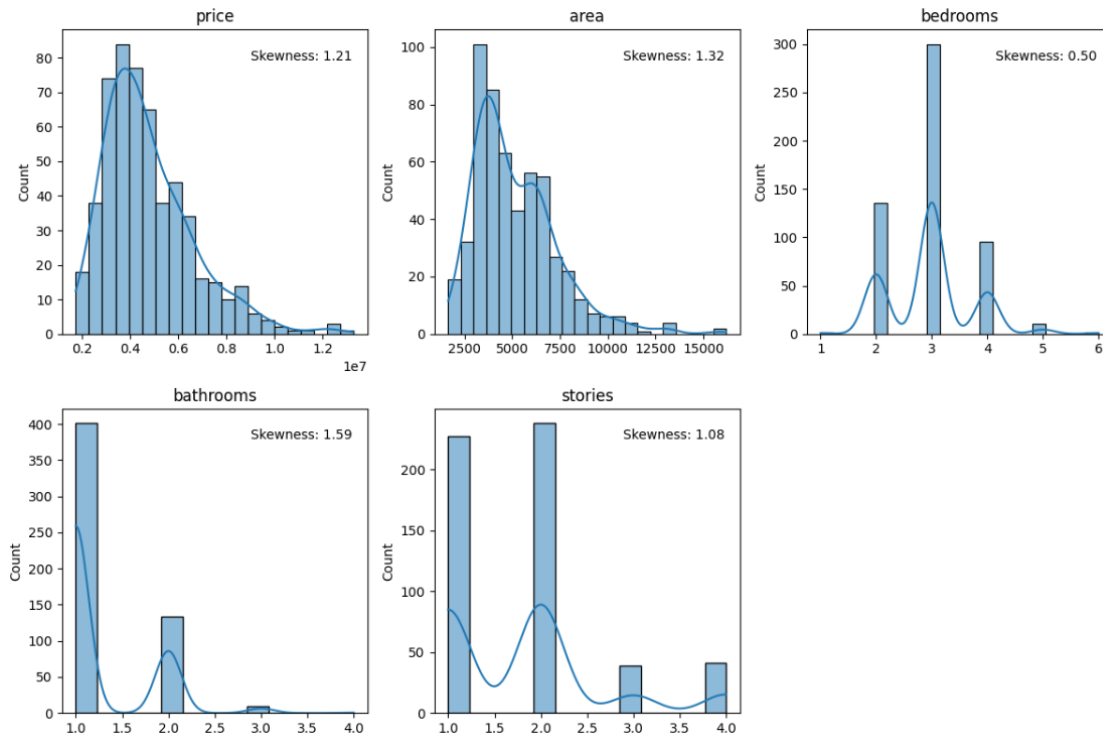 price
Skewness: 1.21
Count
80
70
60
50
40
30
20
10
0
0.2 0.4 0.6 0.8 1.0 1.2
1e7
area
Skewness: 1.32
Count
100
80
60
40
20
0
2500 5000 7500 10000 12500 15000
bedrooms
Skewness: 0.50
Count
300
250
200
150
100
50
0
1 2 3 4 5 6
bathrooms
Skewness: 1.59
Count
400
350
300
250
200
150
100
50
0
1.0 1.5 2.0 2.5 3.0 3.5 4.0
stories
Skewness: 1.08
Count
200
150
100
50
0
1.0 1.5 2.0 2.5 3.0 3.5 4.0